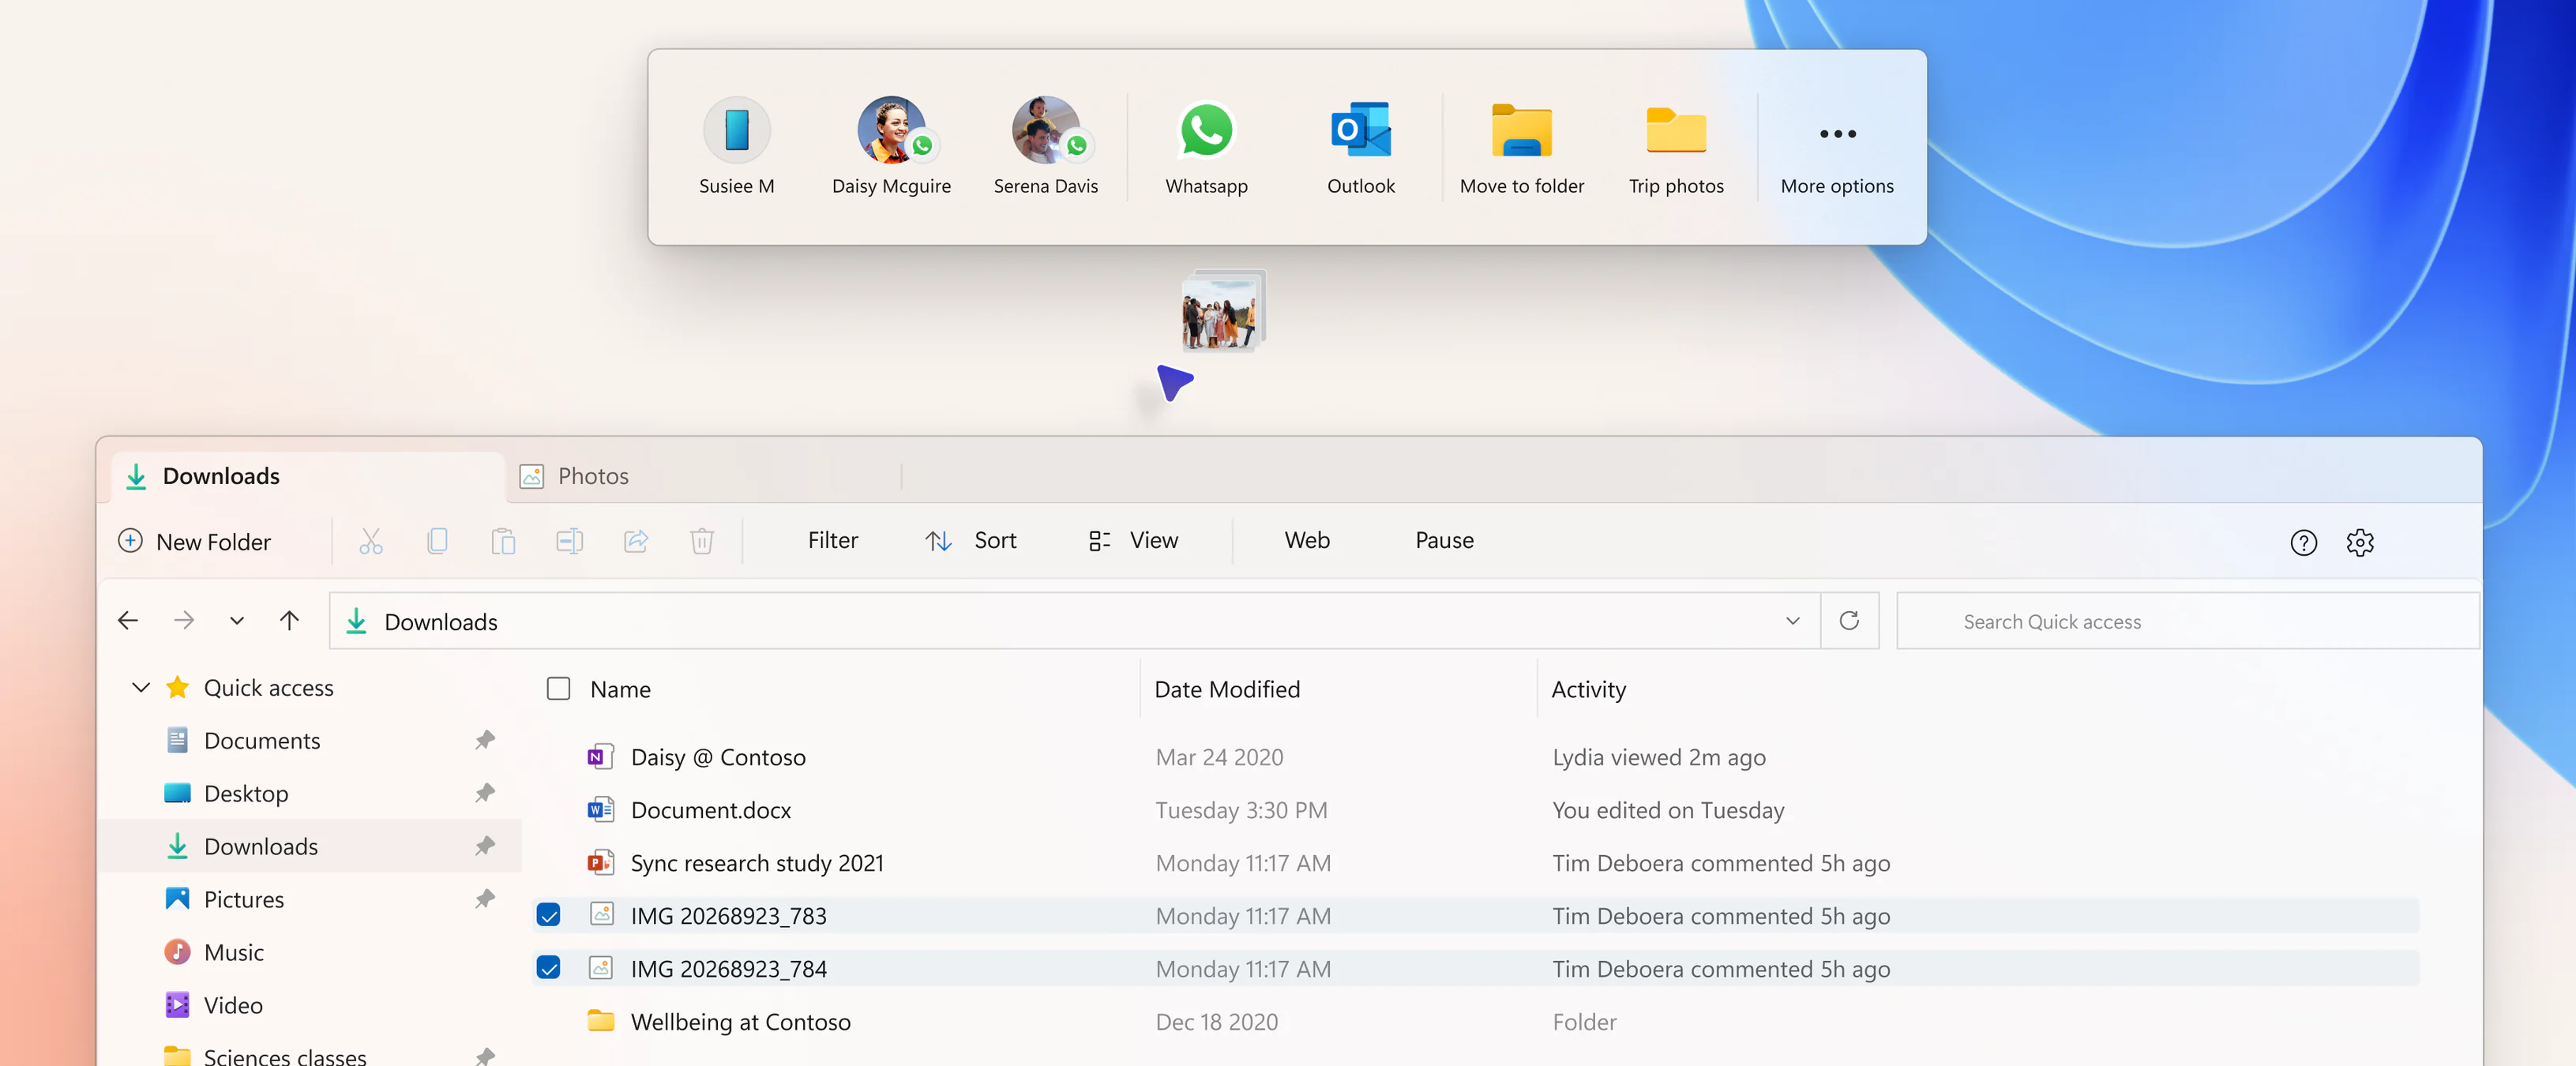 Susiee M
Daisy Mcguire
Serena Davis
Whatsapp
Outlook
Move to folder
Trip photos
More options
Downloads
Photos
New Folder
Filter
Sort
View
Web
Pause
Downloads
Search Quick access
Quick access
Documents
Desktop
Downloads
Pictures
Music
Video
Sciences classes
Name Date Modified Activity
Daisy @ Contoso Mar 24 2020 Lydia viewed 2m ago
Document.docx Tuesday 3:30 PM You edited on Tuesday
Sync research study 2021 Monday 11:17 AM Tim Deboera commented 5h ago
IMG 20268923_783 Monday 11:17 AM Tim Deboera commented 5h ago
IMG 20268923_784 Monday 11:17 AM Tim Deboera commented 5h ago
Wellbeing at Contoso Dec 18 2020 Folder